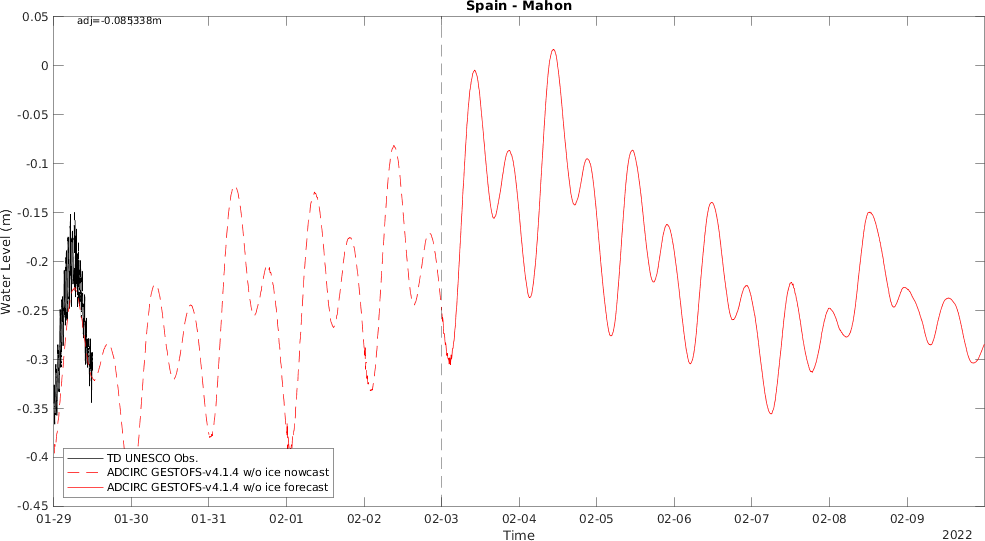 Spain - Mahon
adj=-0.085338m
0.05
0
-0.05
-0.1
-0.15
-0.2
-0.25
-0.3
-0.35
-0.4
-0.45
Water Level (m)
TD UNESCO Obs.
ADCIRC GESTOFS-v4.1.4 w/o ice nowcast
ADCIRC GESTOFS-v4.1.4 w/o ice forecast
01-29 01-30 01-31 02-01 02-02 02-03 02-04 02-05 02-06 02-07 02-08 02-09
Time
2022